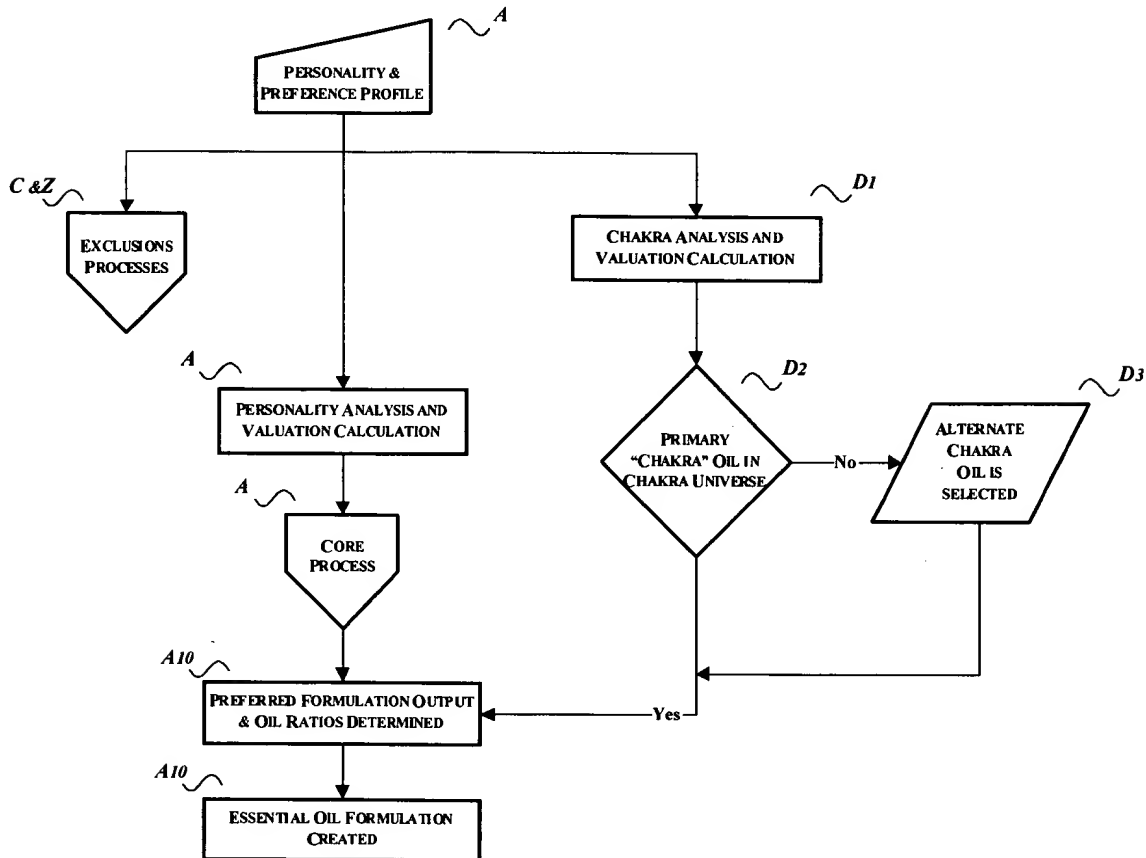 A
PERSONALITY &
PREFERENCE PROFILE
C &Z
EXCLUSIONS
PROCESSES
D1
CHAKRA ANALYSIS AND
VALUATION CALCULATION
A
PERSONALITY ANALYSIS AND
VALUATION CALCULATION
D2
PRIMARY
“CHAKRA” OIL IN
CHAKRA UNIVERSE
No
D3
ALTERNATE
CHAKRA
OIL IS
SELECTED
A
CORE
PROCESS
A10
PREFERRED FORMULATION OUTPUT
& OIL RATIOS DETERMINED
Yes
A10
ESSENTIAL OIL FORMULATION
CREATED